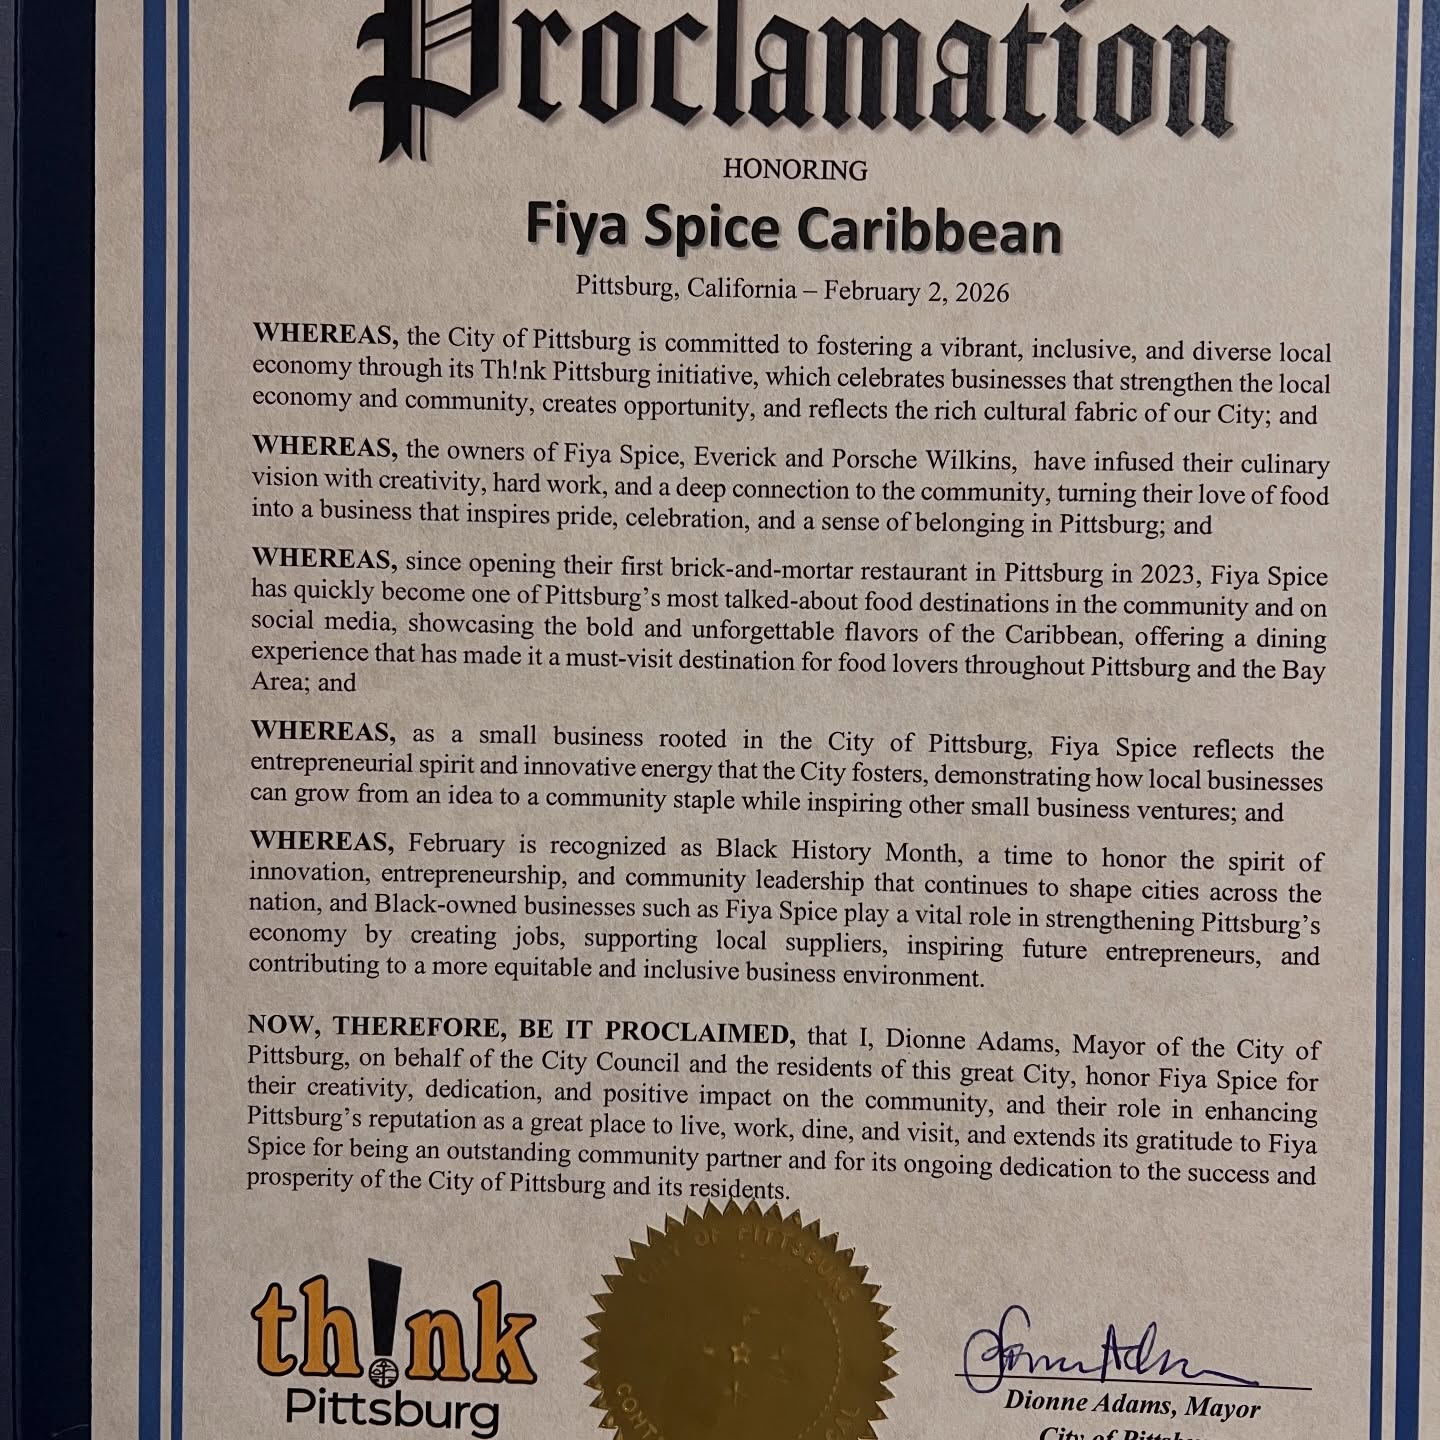 Proclamation
HONORING
Fiya Spice Caribbean
Pittsburg, California – February 2, 2026
WHEREAS, the City of Pittsburg is committed to fostering a vibrant, inclusive, and diverse local
economy through its Th!nk Pittsburg initiative, which celebrates businesses that strengthen the local
economy and community, creates opportunity, and reflects the rich cultural fabric of our City; and
WHEREAS, the owners of Fiya Spice, Everick and Porsche Wilkins, have infused their culinary
vision with creativity, hard work, and a deep connection to the community, turning their love of food
into a business that inspires pride, celebration, and a sense of belonging in Pittsburg; and
WHEREAS, since opening their first brick-and-mortar restaurant in Pittsburg in 2023, Fiya Spice
has quickly become one of Pittsburg's most talked-about food destinations in the community and on
social media, showcasing the bold and unforgettable flavors of the Caribbean, offering a dining
experience that has made it a must-visit destination for food lovers throughout Pittsburg and the Bay
Area; and
WHEREAS, as a small business rooted in the City of Pittsburg, Fiya Spice reflects the
entrepreneurial spirit and innovative energy that the City fosters, demonstrating how local businesses
can grow from an idea to a community staple while inspiring other small business ventures; and
WHEREAS, February is recognized as Black History Month, a time to honor the spirit of
innovation, entrepreneurship, and community leadership that continues to shape cities across the
nation, and Black-owned businesses such as Fiya Spice play a vital role in strengthening Pittsburg's
economy by creating jobs, supporting local suppliers, inspiring future entrepreneurs, and
contributing to a more equitable and inclusive business environment.
NOW, THEREFORE, BE IT PROCLAIMED, that I, Dionne Adams, Mayor of the City of
Pittsburg, on behalf of the City Council and the residents of this great City, honor Fiya Spice for
their creativity, dedication, and positive impact on the community, and their role in enhancing
Pittsburg's reputation as a great place to live, work, dine, and visit, and extends its gratitude to Fiya
Spice for being an outstanding community partner and for its ongoing dedication to the success and
prosperity of the City of Pittsburg and its residents.
th!nk
Pittsburg
CITY OF PITTSBURG
Dionne Adams, Mayor
City of